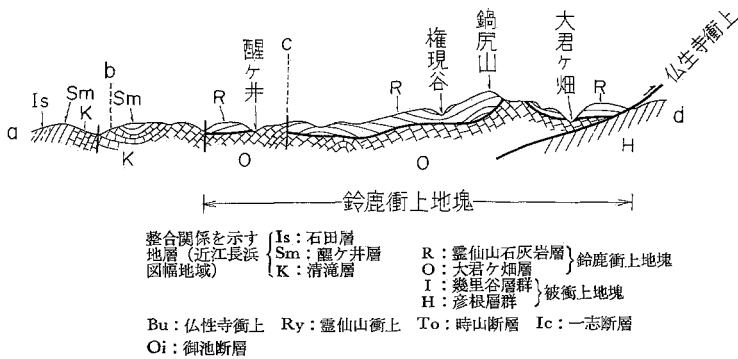 醒ヶ井
c
権現谷
鍋尻山
大君ヶ畑
仏生寺衝上
b
Is Sm K Sm R R R
a
d
K O O H
鈴鹿衝上地塊
整合関係を示す地層（近江長浜図幅地域）
Is：石田層
Sm：醒ヶ井層
K：清滝層
R：霊仙山石灰岩層
O：大君ヶ畑層
鈴鹿衝上地塊
I：幾里谷層群
H：彦根層群
被衝上地塊
Bu：仏性寺衝上 Ry：霊仙山衝上 To：時山断層 Ic：一志断層
Oi：御池断層